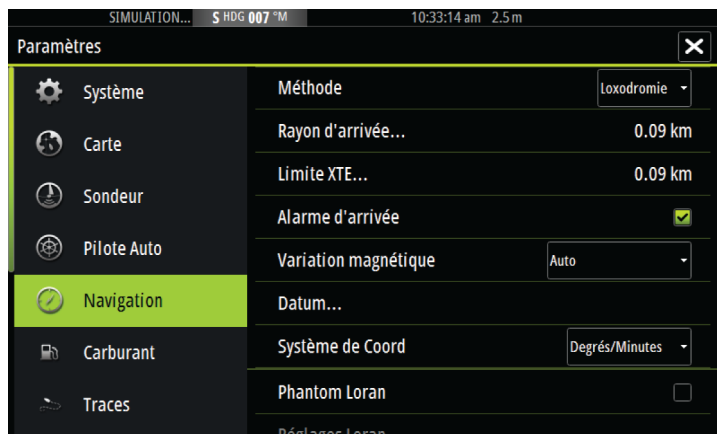 SIMULATION... S HDG 007 °M 10:33:14 am 2.5 m
Paramètres
Système
Carte
Sondeur
Pilote Auto
Navigation
Carburant
Traces
Méthode Loxodromie
Rayon d'arrivée... 0.09 km
Limite XTE... 0.09 km
Alarme d'arrivée
Variation magnétique Auto
Datum...
Système de Coord Degrés/Minutes
Phantom Loran
Réglages Loran